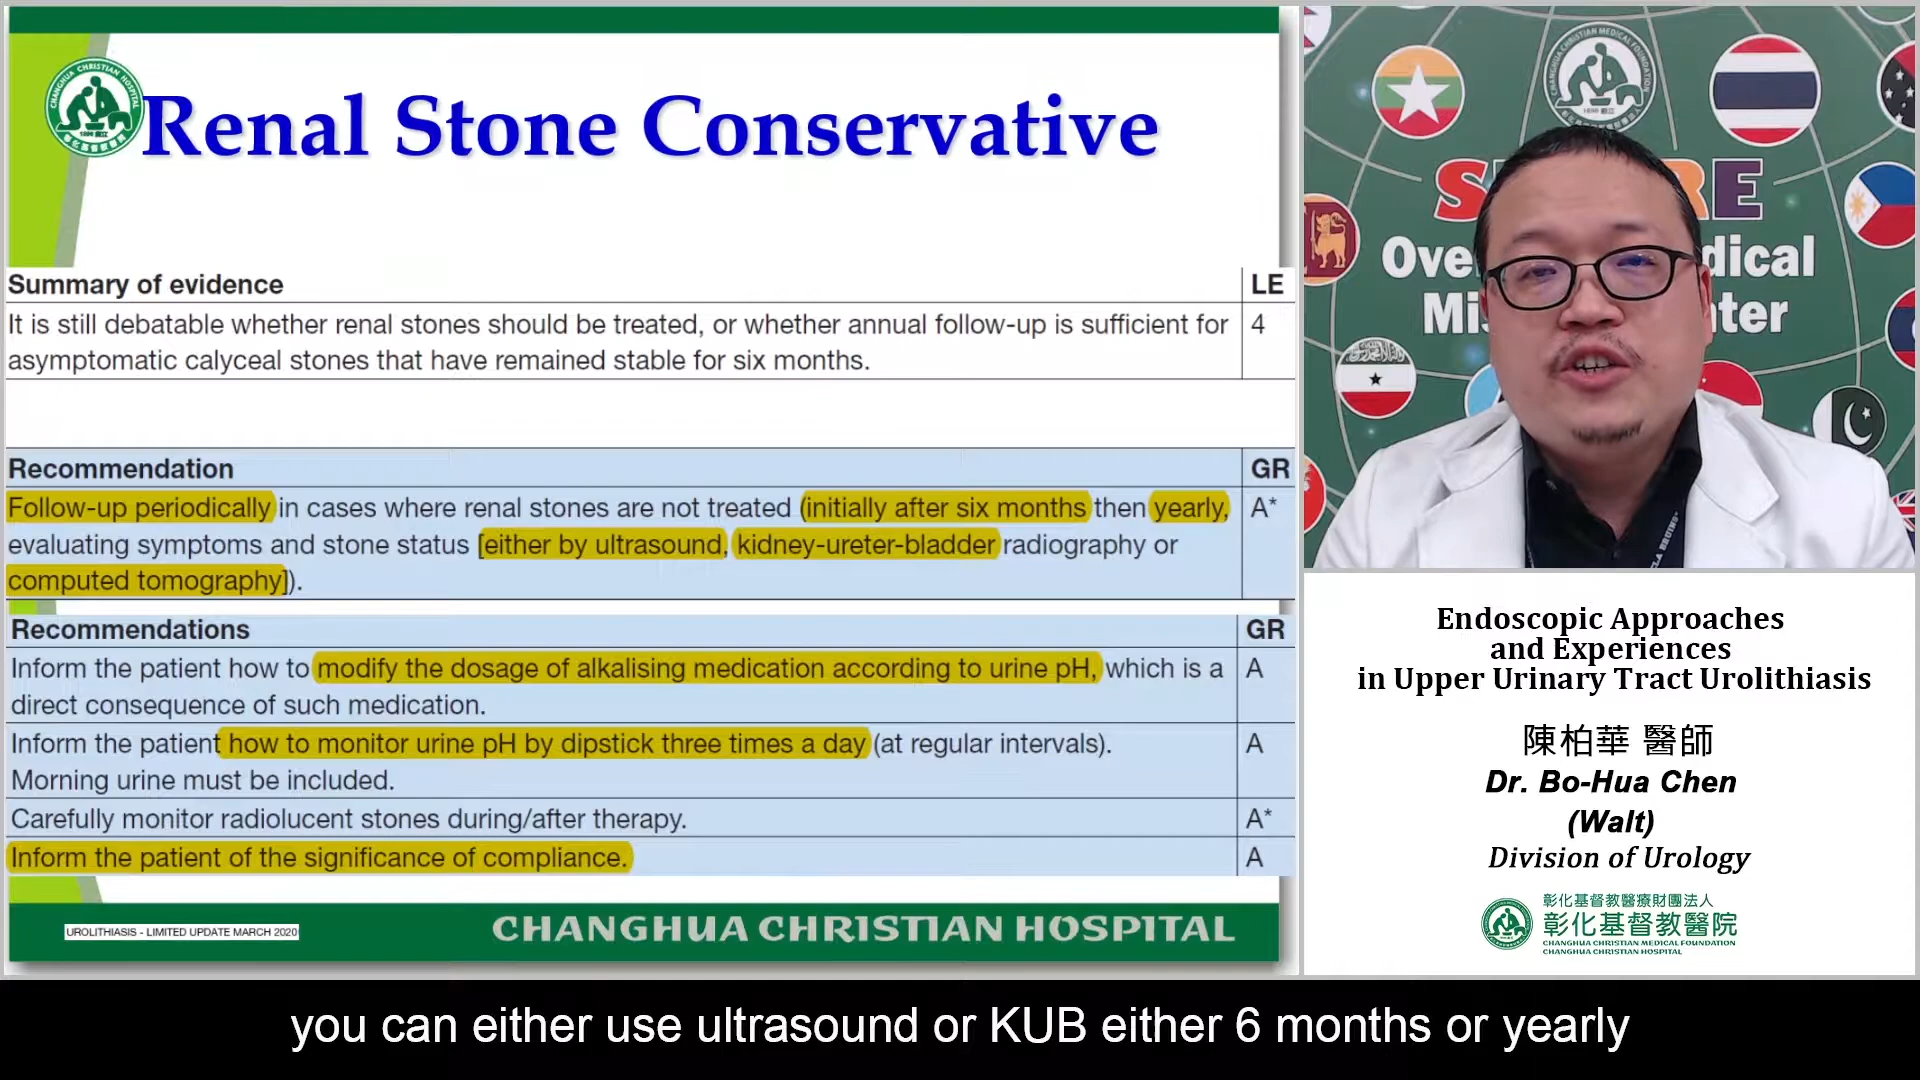 Renal Stone Conservative
Summary of evidence
LE
It is still debatable whether renal stones should be treated, or whether annual follow-up is sufficient for
4
asymptomatic calyceal stones that have remained stable for six months.
Recommendation
GR
Follow-up periodically in cases where renal stones are not treated (initially after six months then yearly,
A*
evaluating symptoms and stone status [either by ultrasound, kidney-ureter-bladder radiography or
computed tomography]).
Recommendations
GR
Inform the patient how to modify the dosage of alkalising medication according to urine pH, which is a
A
direct consequence of such medication.
Inform the patient how to monitor urine pH by dipstick three times a day (at regular intervals).
A
Morning urine must be included.
Carefully monitor radiolucent stones during/after therapy.
A*
Inform the patient of the significance of compliance.
A
UROLITHIASIS - LIMITED UPDATE MARCH 2020
CHANGHUA CHRISTIAN HOSPITAL
Endoscopic Approaches
and Experiences
in Upper Urinary Tract Urolithiasis
陳柏華 醫師
Dr. Bo-Hua Chen
(Walt)
Division of Urology
彰化基督教醫療財團法人
彰化基督教醫院
CHANGHUA CHRISTIAN MEDICAL FOUNDATION
CHANGHUA CHRISTIAN HOSPITAL
you can either use ultrasound or KUB either 6 months or yearly